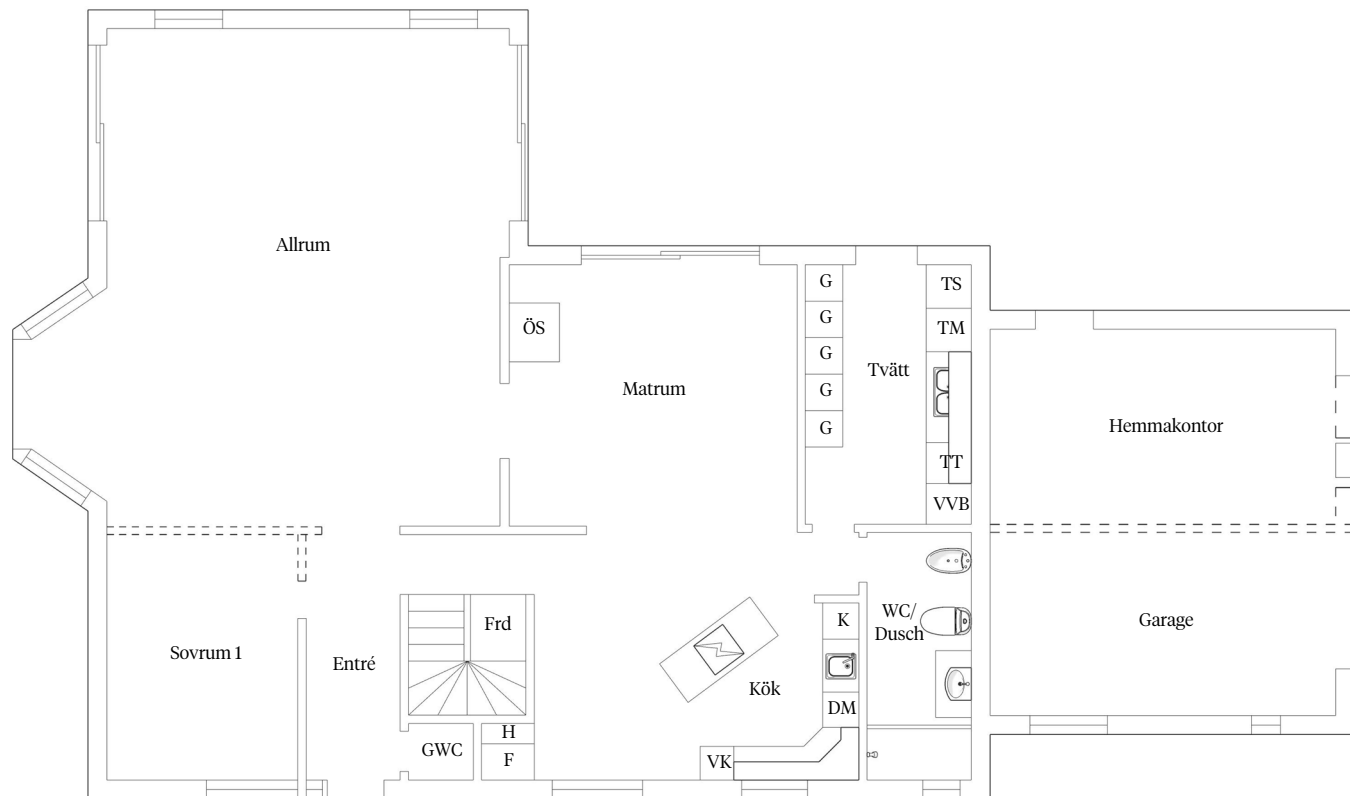 Allrum
ÖS
Matrum
G
G
G
G
G
Tvätt
TS
TM
TT
VVB
Hemmakontor
Garage
WC/
Dusch
K
DM
VK
Kök
Frd
H
F
GWC
Entré
Sovrum 1